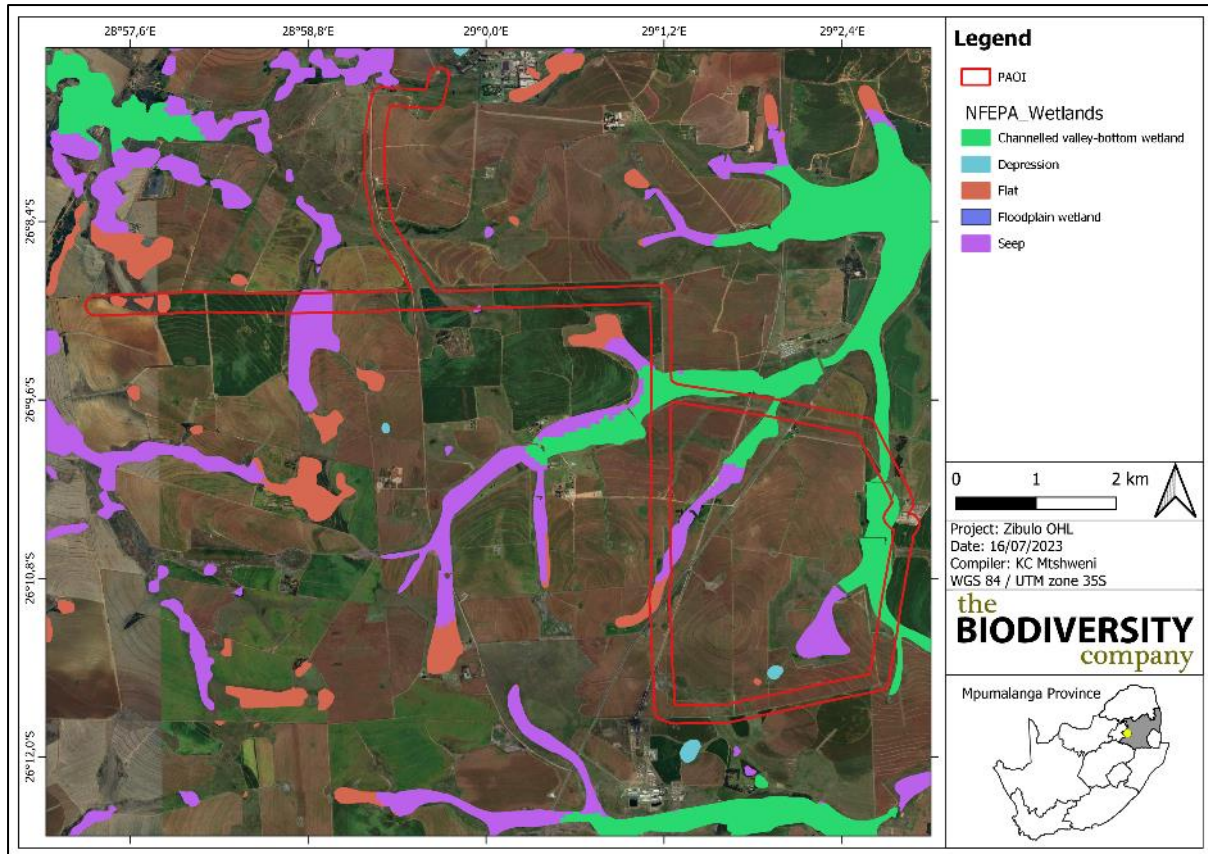 28°57,6'E 28°58,8'E 29°0,0'E 29°1,2'E 29°2,4'E
26°8,4'S
26°9,6'S
26°10,8'S
26°12,0'S
Legend
PAOI
NFEPA_Wetlands
Channelled valley-bottom wetland
Depression
Flat
Floodplain wetland
Seep
0 1 2 km
Project: Zibulo OHL
Date: 16/07/2023
Compiler: KC Mtshweni
WGS 84 / UTM zone 35S
the
BIODIVERSITY
company
Mpumalanga Province